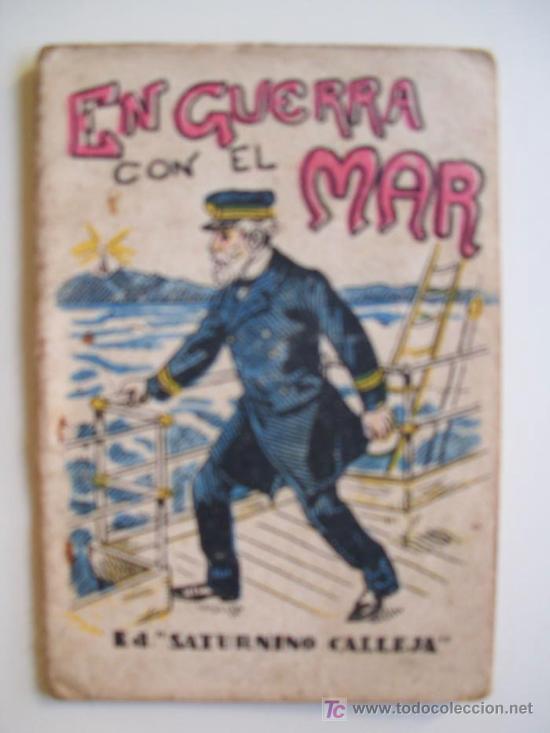 EN GUERRA
CON EL
MAR
Ed. "SATURNINO CALLEJA"
TC www.todocoleccion.net